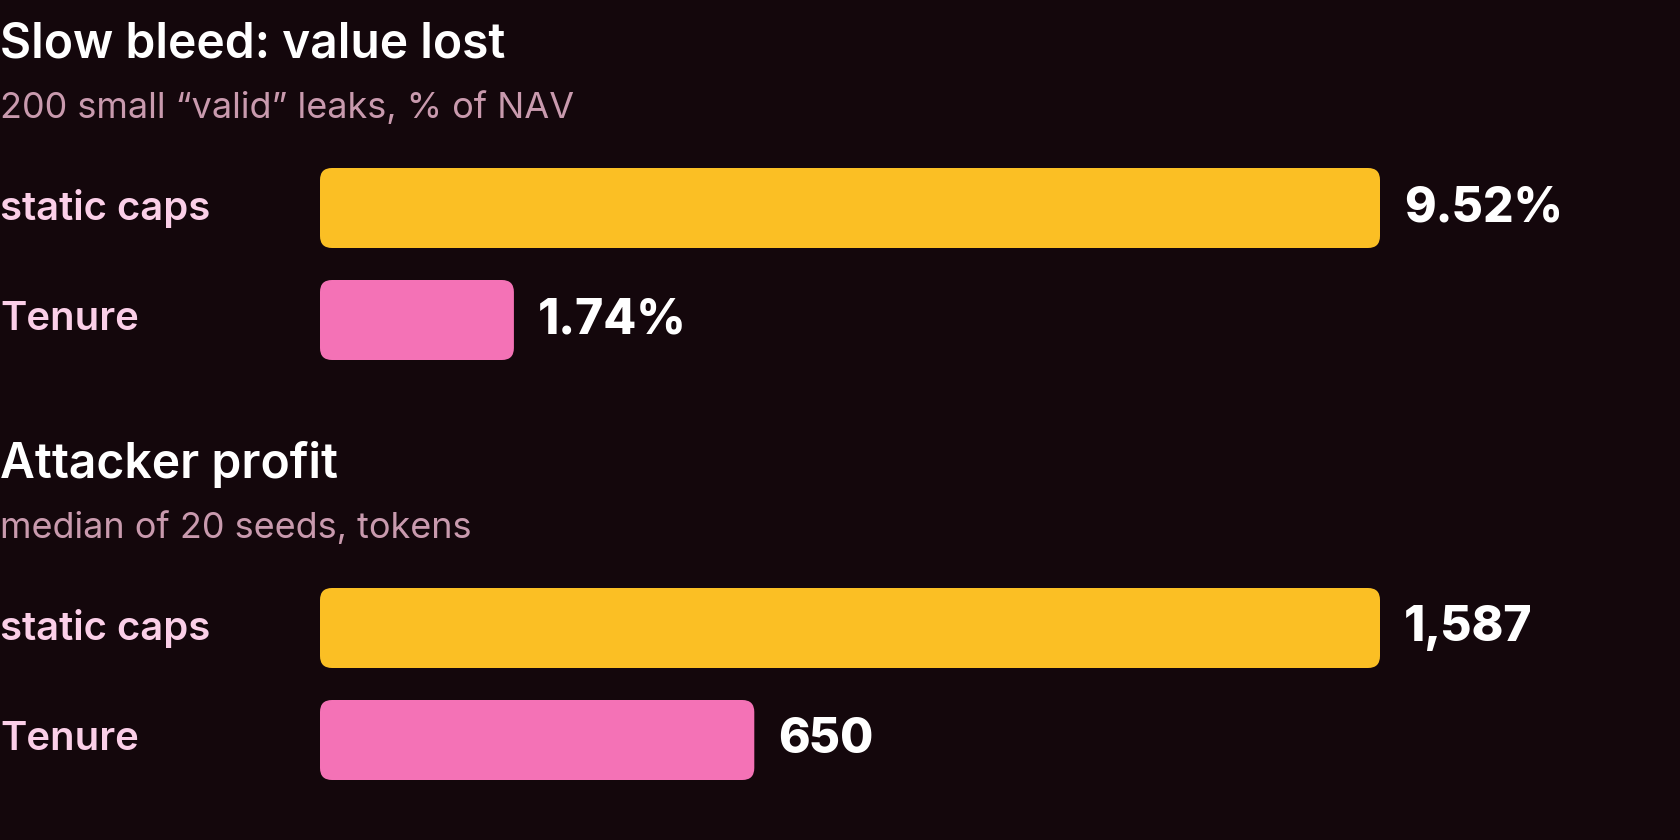 Slow bleed: value lost
200 small “valid” leaks, % of NAV
static caps 9.52%
Tenure 1.74%
Attacker profit
median of 20 seeds, tokens
static caps 1,587
Tenure 650